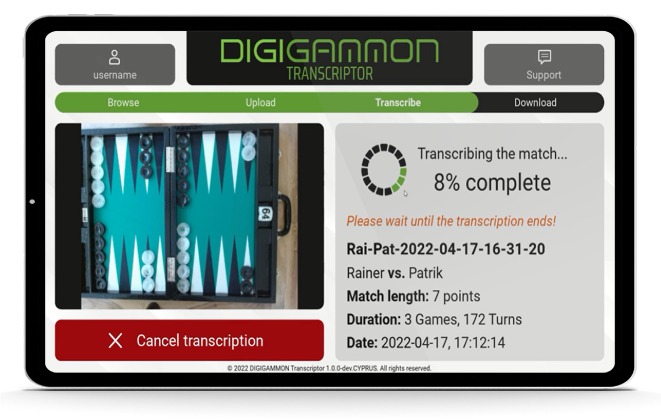 DIGIGAMMON
TRANSCRIPTOR
username
Support
Browse
Upload
Transcribe
Download
64
Transcribing the match...
8% complete
Please wait until the transcription ends!
Rai-Pat-2022-04-17-16-31-20
Rainer vs. Patrik
Match length: 7 points
Duration: 3 Games, 172 Turns
Date: 2022-04-17, 17:12:14
Cancel transcription
© 2022 DIGIGAMMON Transcriptor 1.0.0-dev.CYPRUS. All rights reserved.